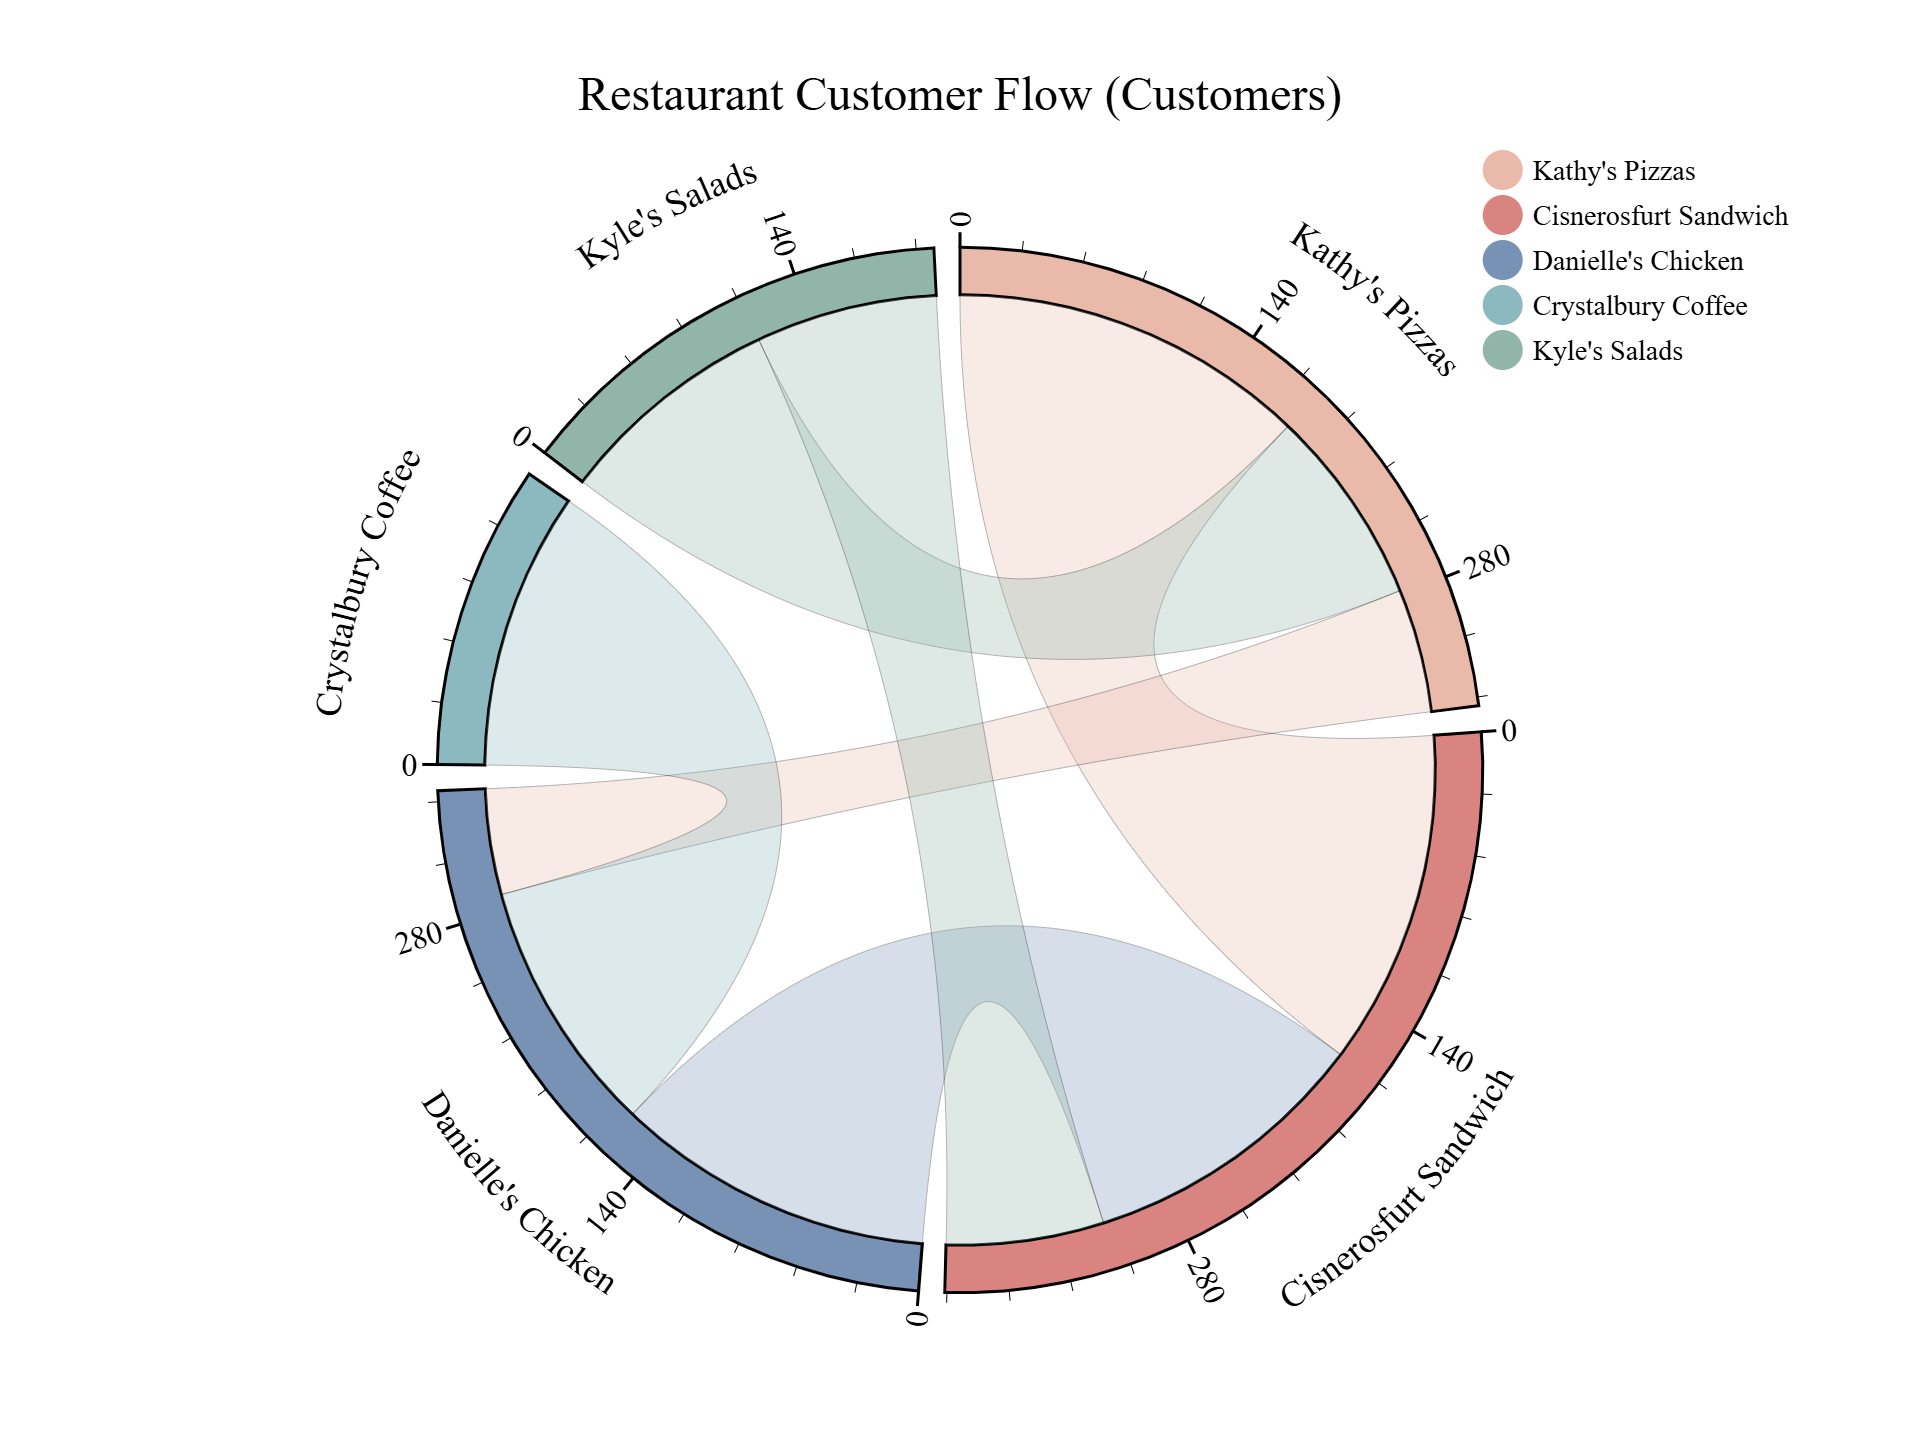 Restaurant Customer Flow (Customers)
Kathy's Pizzas
Cisnerosfurt Sandwich
Danielle's Chicken
Crystalbury Coffee
Kyle's Salads
Kathy's Pizzas
0
140
280
Cisnerosfurt Sandwich
0
140
280
Danielle's Chicken
0
140
280
Crystalbury Coffee
0
Kyle's Salads
0
140